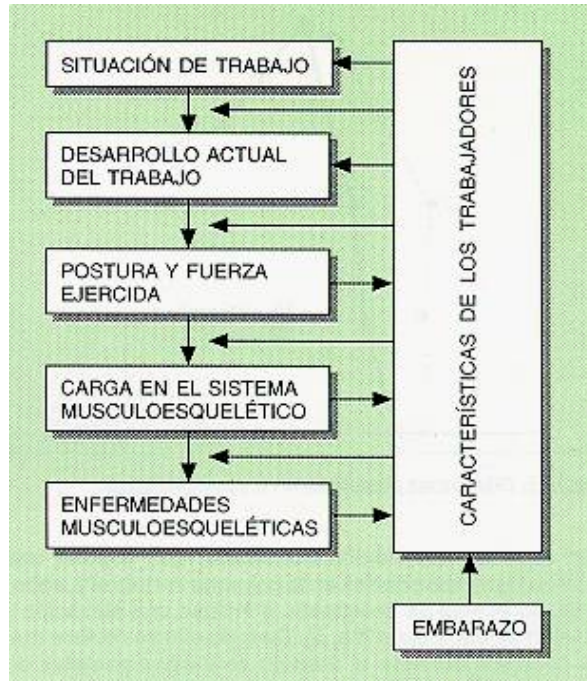 SITUACIÓN DE TRABAJO
DESARROLLO ACTUAL
DEL TRABAJO
POSTURA Y FUERZA
EJERCIDA
CARGA EN EL SISTEMA
MUSCULOESQUELÉTICO
ENFERMEDADES
MUSCULOESQUELÉTICAS
CARACTERÍSTICAS DE LOS TRABAJADORES
EMBARAZO